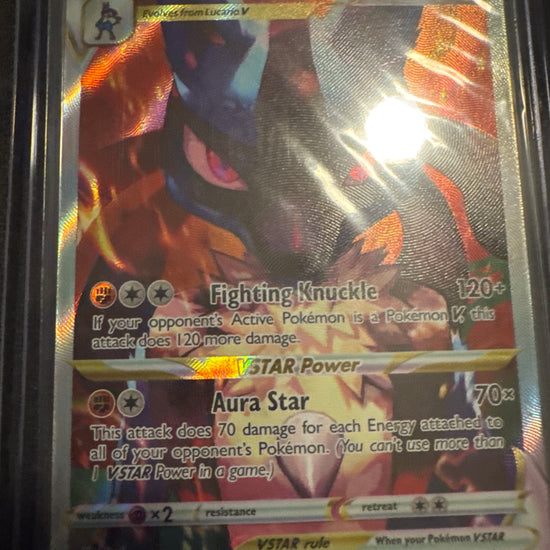 Evolves from Lucario V
Fighting Knuckle 120+
If your opponent's Active Pokémon is a Pokémon V, this
attack does 120 more damage.
VSTAR Power
Aura Star 70×
This attack does 70 damage for each Energy attached to
all of your opponent's Pokémon. (You can't use more than
1 VSTAR Power in a game.)
weakness ×2 resistance retreat
VSTAR rule When your Pokémon VSTAR